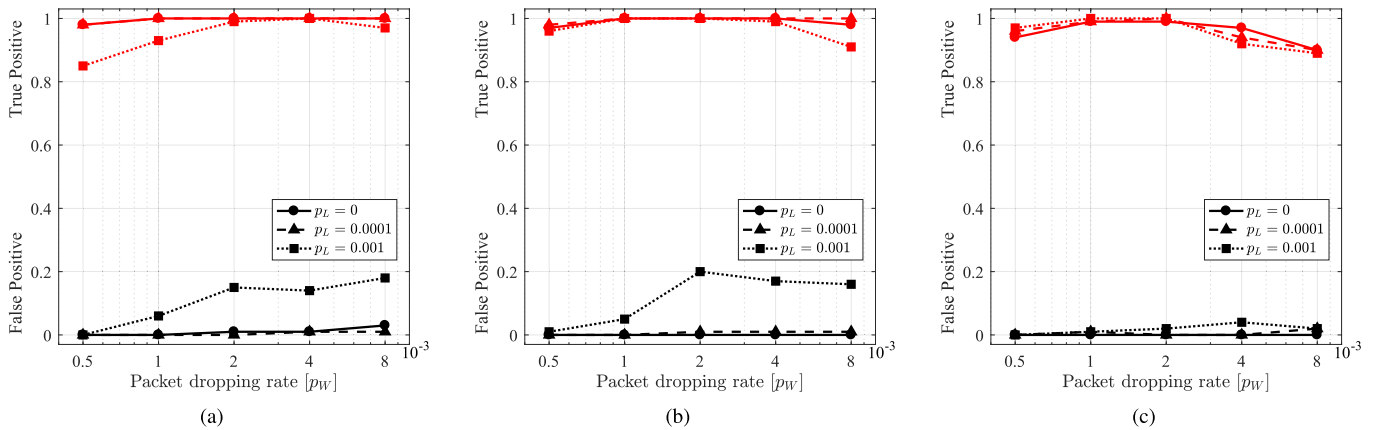 True Positive
False Positive
1
0.8
0.6
0.4
0.2
0
p_L = 0
p_L = 0.0001
p_L = 0.001
0.5 1 2 4 8
10^-3
Packet dropping rate [p_W]
(a)
True Positive
False Positive
1
0.8
0.6
0.4
0.2
0
p_L = 0
p_L = 0.0001
p_L = 0.001
0.5 1 2 4 8
10^-3
Packet dropping rate [p_W]
(b)
True Positive
False Positive
1
0.8
0.6
0.4
0.2
0
p_L = 0
p_L = 0.0001
p_L = 0.001
0.5 1 2 4 8
10^-3
Packet dropping rate [p_W]
(c)